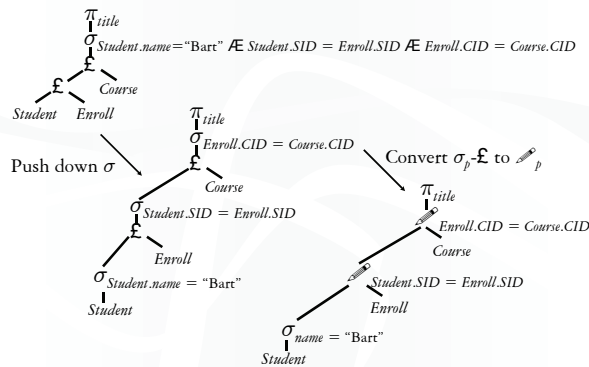 π title
σ Student.name="Bart" Æ Student.SID = Enroll.SID Æ Enroll.CID = Course.CID
£
£ Course
Student Enroll
π title
Push down σ
σ Enroll.CID = Course.CID
£
Convert σp-£ to ✏p
Course
π title
σ Student.SID = Enroll.SID
✏ Enroll.CID = Course.CID
£
Course
Enroll
σ Student.name = "Bart"
✏ Student.SID = Enroll.SID
Student
Enroll
σ name = "Bart"
Student